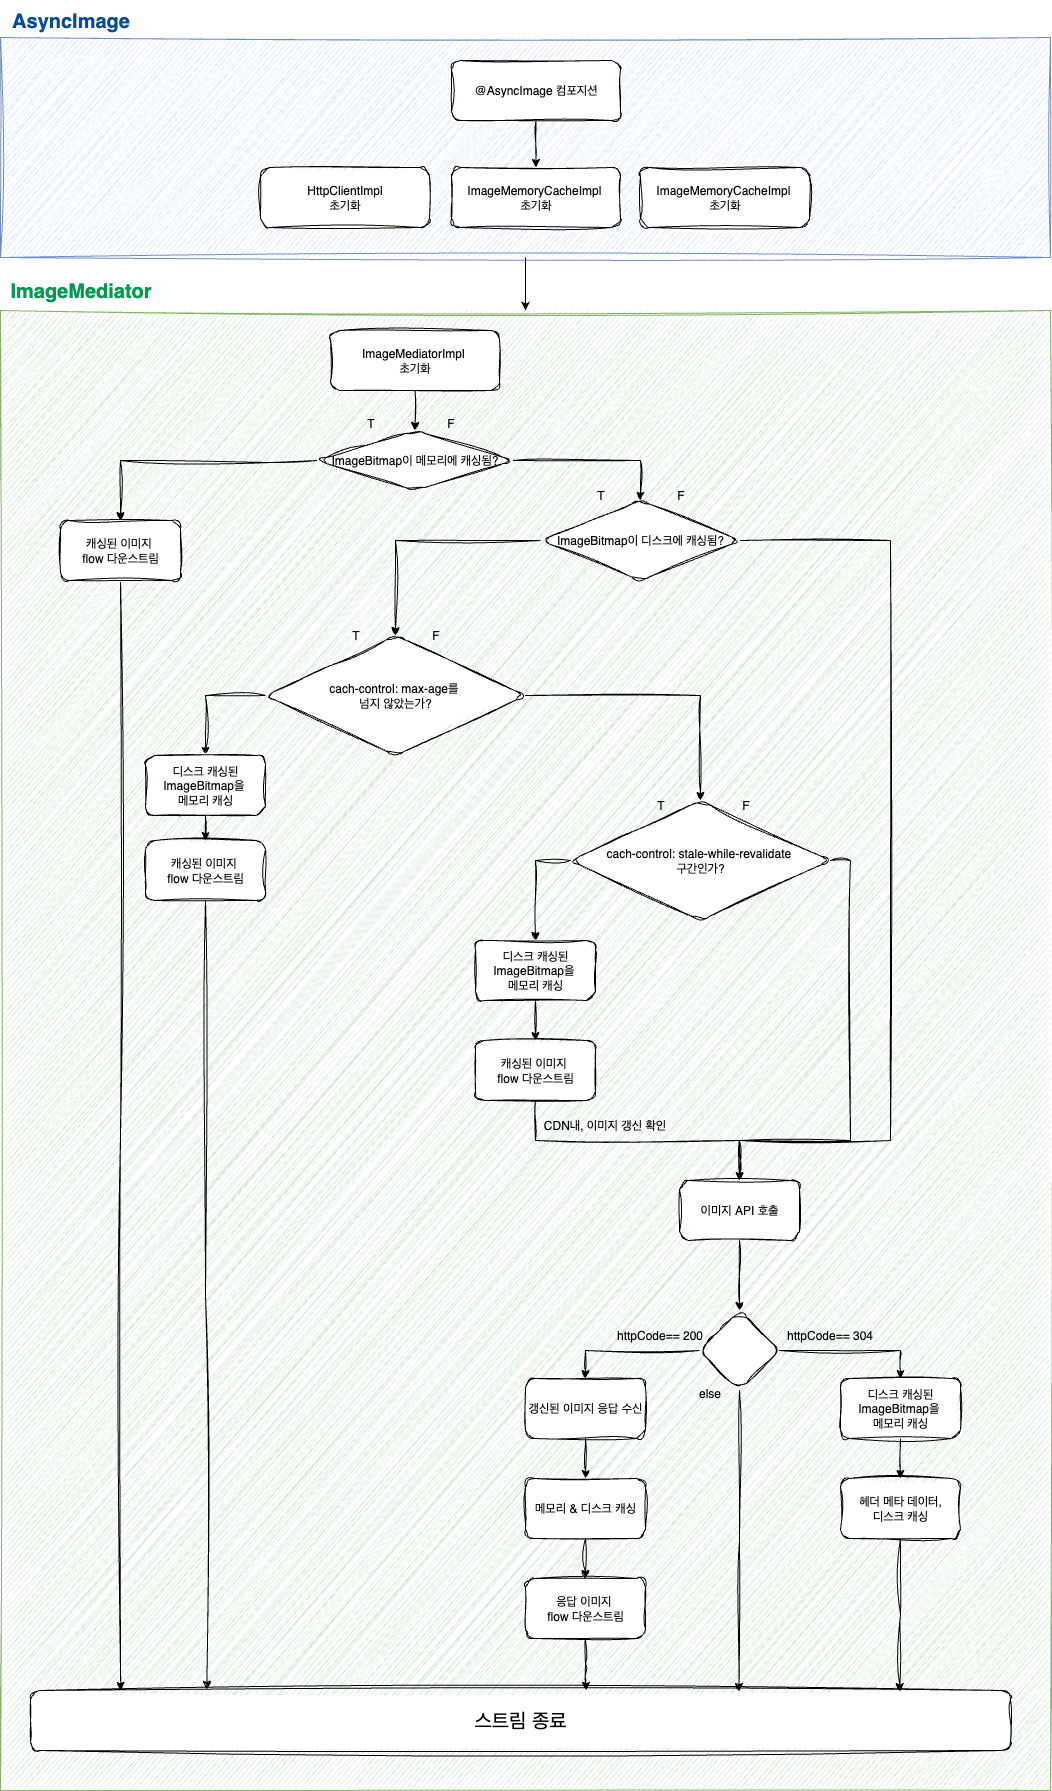 AsyncImage
@AsyncImage 컴포지션
HttpClientImpl
초기화
ImageMemoryCacheImpl
초기화
ImageMemoryCacheImpl
초기화
ImageMediator
ImageMediatorImpl
초기화
T
F
ImageBitmap이 메모리에 캐싱됨?
T
F
캐싱된 이미지
flow 다운스트림
ImageBitmap이 디스크에 캐싱됨?
T
F
cach-control: max-age를
넘지 않았는가?
디스크 캐싱된
ImageBitmap을
메모리 캐싱
캐싱된 이미지
flow 다운스트림
T
F
cach-control: stale-while-revalidate
구간인가?
디스크 캐싱된
ImageBitmap을
메모리 캐싱
캐싱된 이미지
flow 다운스트림
CDN내, 이미지 갱신 확인
이미지 API 호출
httpCode== 200
httpCode== 304
else
갱신된 이미지 응답 수신
디스크 캐싱된
ImageBitmap을
메모리 캐싱
메모리 & 디스크 캐싱
헤더 메타 데이터,
디스크 캐싱
응답 이미지
flow 다운스트림
스트림 종료